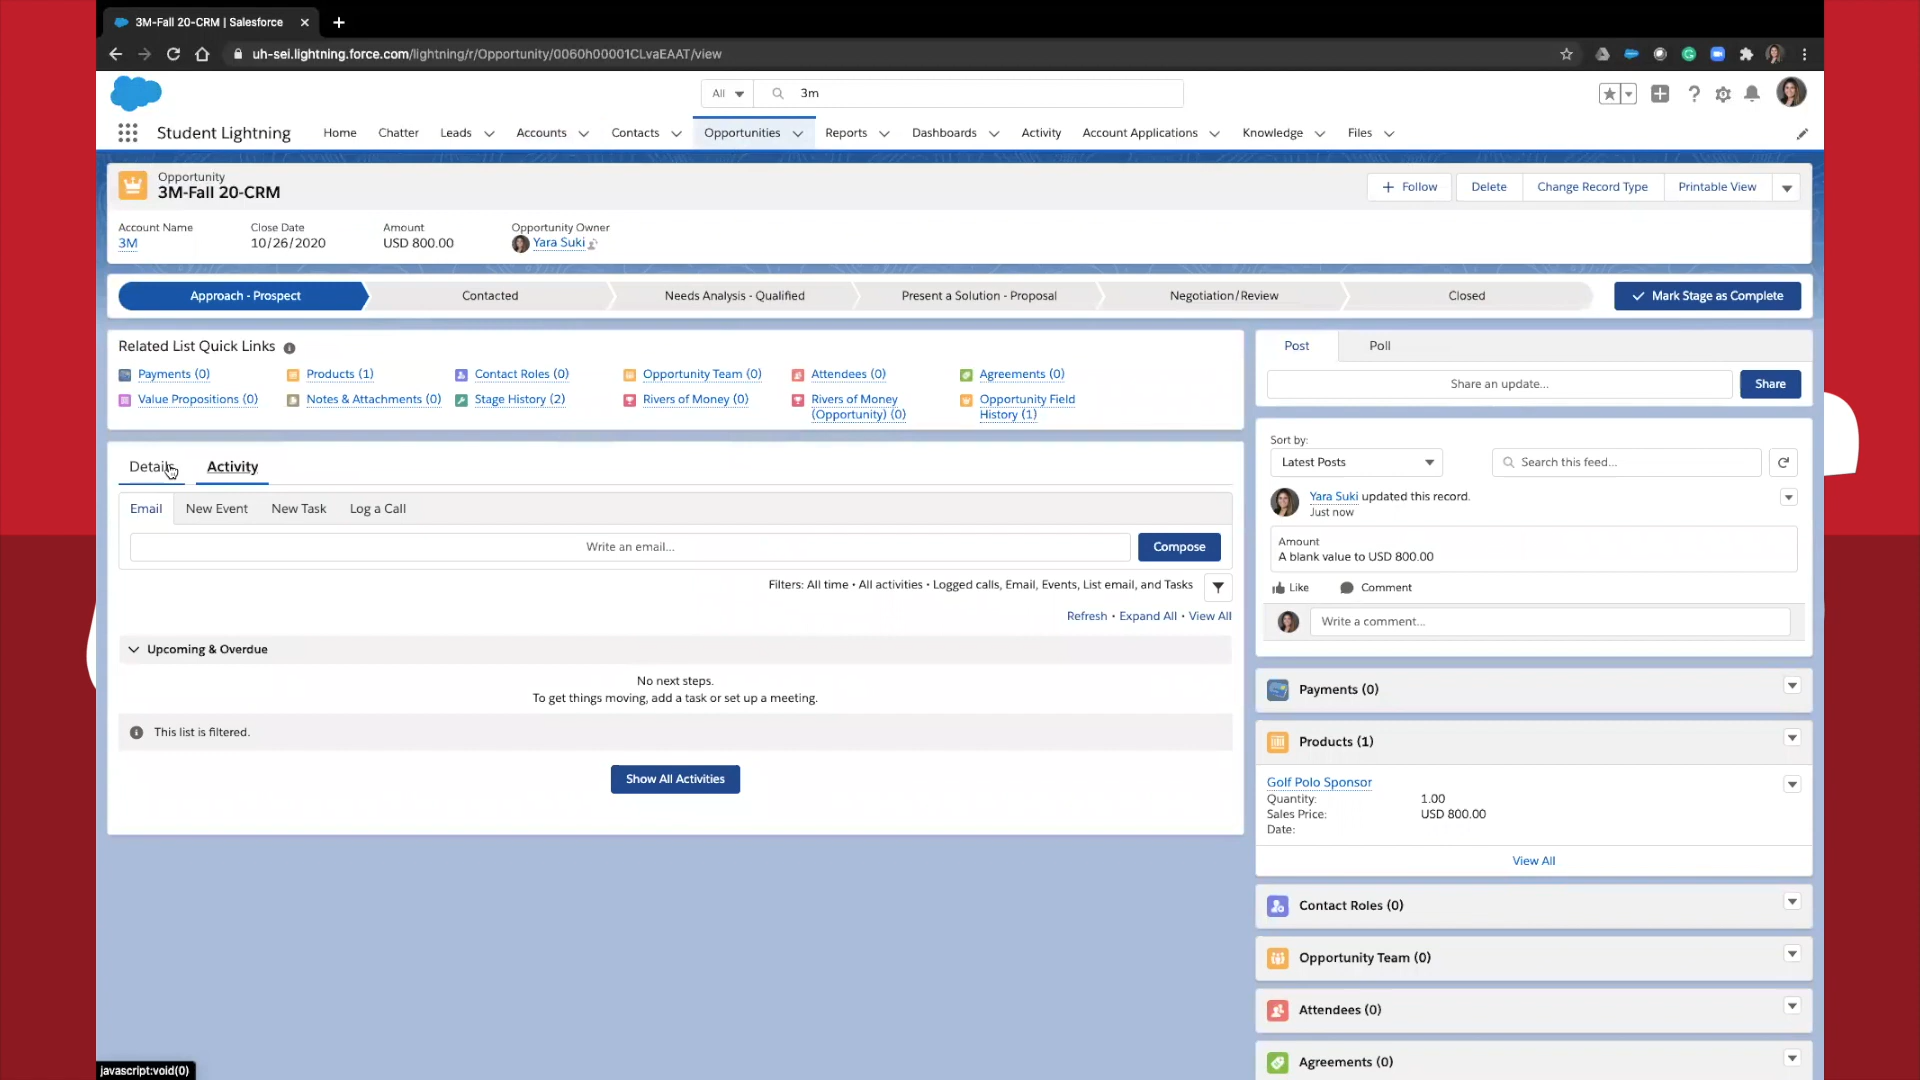 3M-Fall 20-CRM | Salesforce
uh-sei.lightning.force.com/lightning/r/Opportunity/0060h00001CLvaEAAT/view
All
3m
Student Lightning
Home
Chatter
Leads
Accounts
Contacts
Opportunities
Reports
Dashboards
Activity
Account Applications
Knowledge
Files
Opportunity
3M-Fall 20-CRM
Follow
Delete
Change Record Type
Printable View
Account Name
Close Date
Amount
Opportunity Owner
3M
10/26/2020
USD 800.00
Yara Suki
Approach - Prospect
Contacted
Needs Analysis - Qualified
Present a Solution - Proposal
Negotiation/Review
Closed
Mark Stage as Complete
Related List Quick Links
Payments (0)
Products (1)
Contact Roles (0)
Opportunity Team (0)
Attendees (0)
Agreements (0)
Value Propositions (0)
Notes & Attachments (0)
Stage History (2)
Rivers of Money (0)
Rivers of Money
(Opportunity) (0)
Opportunity Field
History (1)
Details
Activity
Email
New Event
New Task
Log a Call
Write an email...
Compose
Filters: All time • All activities • Logged calls, Email, Events, List email, and Tasks
Refresh • Expand All • View All
Upcoming & Overdue
No next steps.
To get things moving, add a task or set up a meeting.
This list is filtered.
Show All Activities
Post
Poll
Share an update...
Share
Sort by:
Latest Posts
Search this feed...
Yara Suki updated this record.
Just now
Amount
A blank value to USD 800.00
Like
Comment
Write a comment...
Payments (0)
Products (1)
Golf Polo Sponsor
Quantity:
1.00
Sales Price:
USD 800.00
Date:
View All
Contact Roles (0)
Opportunity Team (0)
Attendees (0)
Agreements (0)
javascript:void(0)